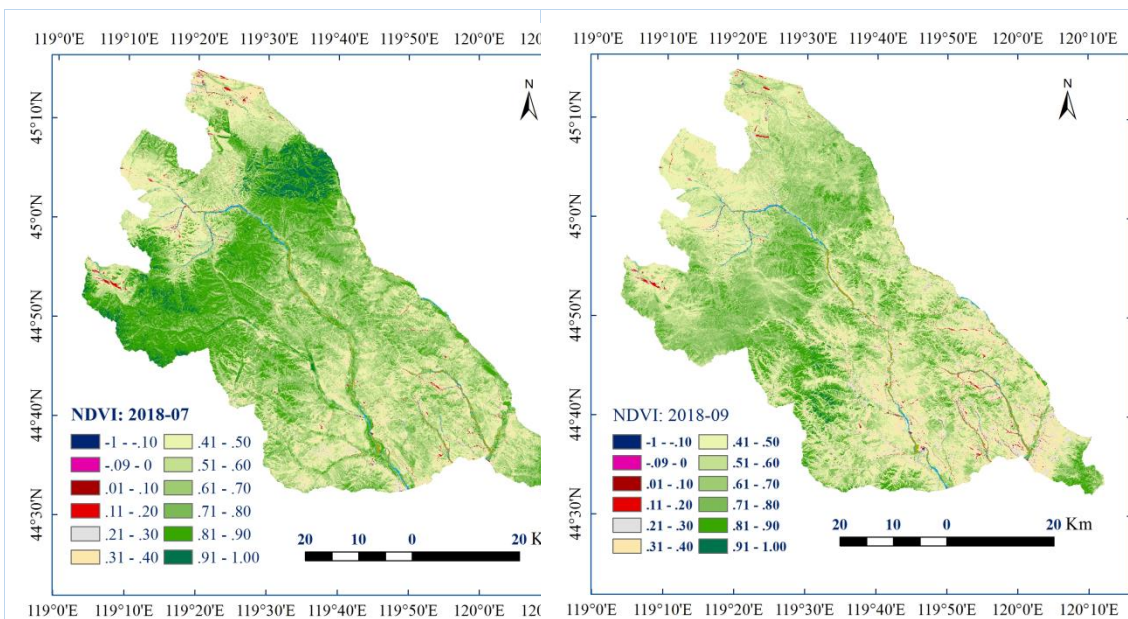 119°0'E 119°10'E 119°20'E 119°30'E 119°40'E 119°50'E 120°0'E 120°
N
45°10'N
45°0'N
44°50'N
44°40'N
44°30'N
NDVI: 2018-07
-1 - -.10 .41 - .50
-.09 - 0 .51 - .60
.01 - .10 .61 - .70
.11 - .20 .71 - .80
.21 - .30 .81 - .90
.31 - .40 .91 - 1.00
20 10 0 20 K
119°0'E 119°10'E 119°20'E 119°30'E 119°40'E 119°50'E 120°0'E 120°
119°0'E 119°10'E 119°20'E 119°30'E 119°40'E 119°50'E 120°0'E 120°10'E
N
45°10'N
45°0'N
44°50'N
44°40'N
44°30'N
NDVI: 2018-09
-1 - -.10 .41 - .50
-.09 - 0 .51 - .60
.01 - .10 .61 - .70
.11 - .20 .71 - .80
.21 - .30 .81 - .90
.31 - .40 .91 - 1.00
20 10 0 20 Km
119°0'E 119°10'E 119°20'E 119°30'E 119°40'E 119°50'E 120°0'E 120°10'E